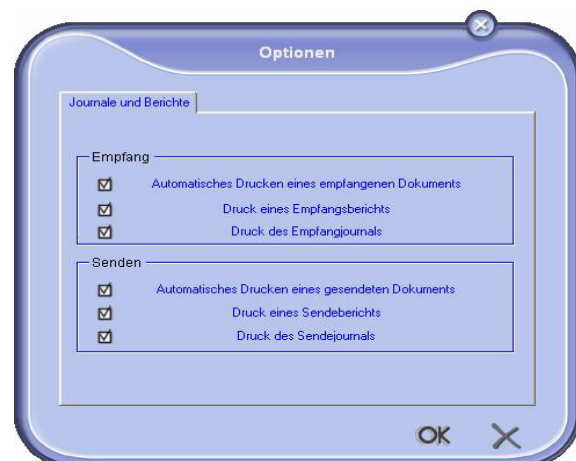 Optionen
Journale und Berichte
Empfang
Automatisches Drucken eines empfangenen Dokuments
Druck eines Empfangsberichts
Druck des Empfangjournals
Senden
Automatisches Drucken eines gesendeten Dokuments
Druck eines Sendeberichts
Druck des Sendejournals
OK